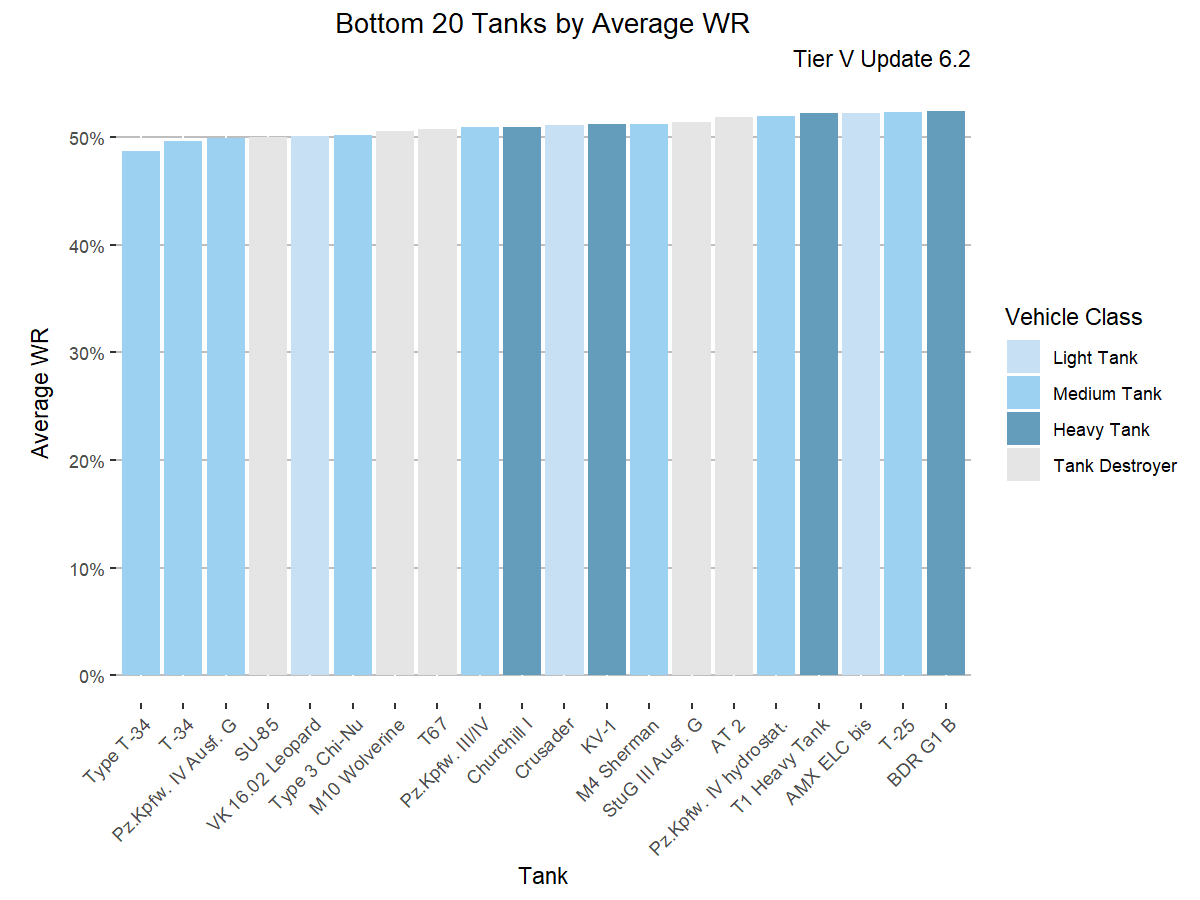 Bottom 20 Tanks by Average WR
Tier V Update 6.2
Average WR
50%
40%
30%
20%
10%
0%
Type T-34
T-34
Pz.Kpfw. IV Ausf. G
SU-85
VK 16.02 Leopard
Type 3 Chi-Nu
M10 Wolverine
T67
Pz.Kpfw. III/IV
Churchill I
Crusader
KV-1
M4 Sherman
StuG III Ausf. G
AT 2
Pz.Kpfw. IV hydrostat.
T1 Heavy Tank
AMX ELC bis
T-25
BDR G1 B
Tank
Vehicle Class
Light Tank
Medium Tank
Heavy Tank
Tank Destroyer